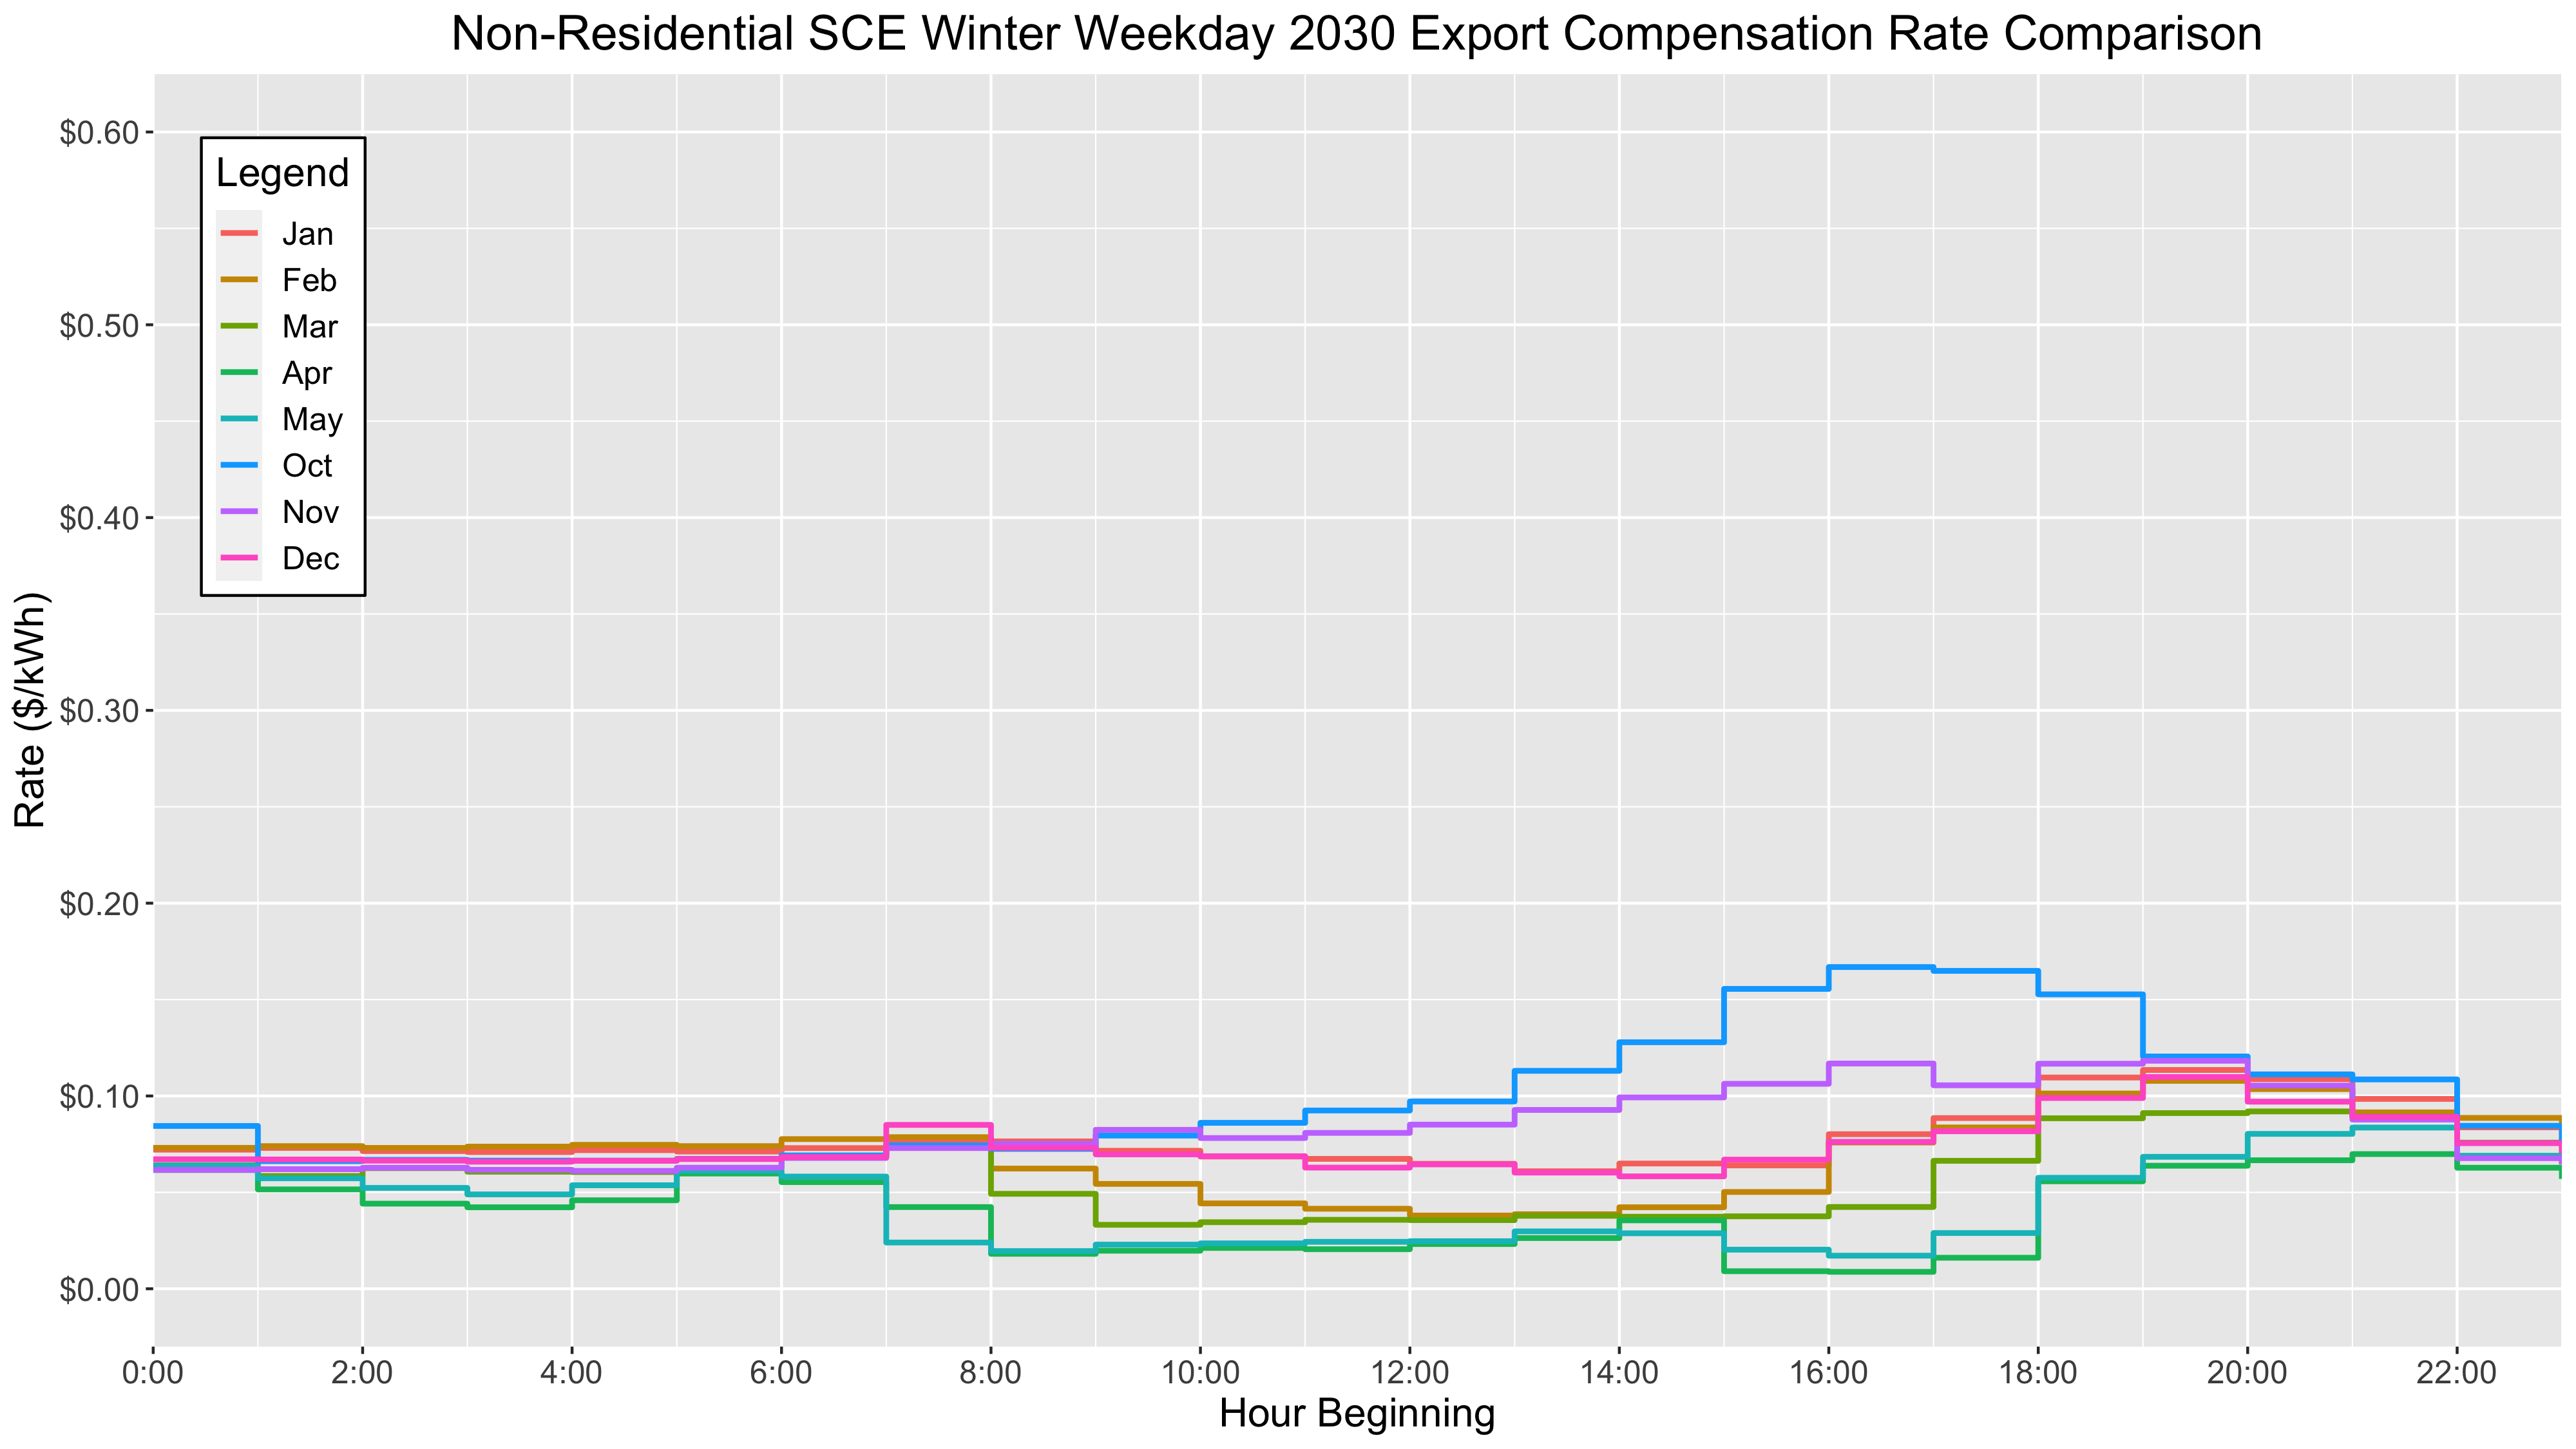 Non-Residential SCE Winter Weekday 2030 Export Compensation Rate Comparison
$0.60
$0.50
$0.40
$0.30
$0.20
$0.10
$0.00
Rate ($/kWh)
Legend
Jan
Feb
Mar
Apr
May
Oct
Nov
Dec
0:00 2:00 4:00 6:00 8:00 10:00 12:00 14:00 16:00 18:00 20:00 22:00
Hour Beginning